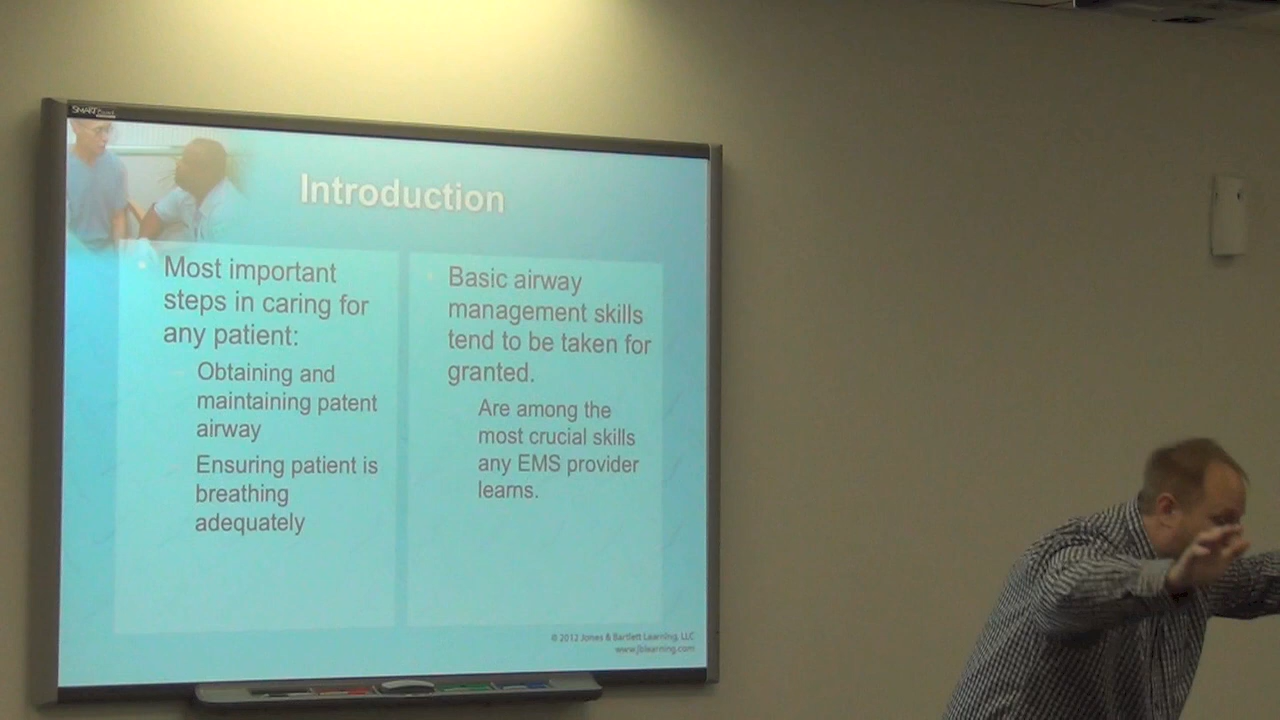 SMART Board
Introduction
Most important
steps in caring for
any patient:
Obtaining and
maintaining patent
airway
Ensuring patient is
breathing
adequately
Basic airway
management skills
tend to be taken for
granted.
Are among the
most crucial skills
any EMS provider
learns.
© 2012 Jones & Bartlett Learning, LLC
www.jblearning.com